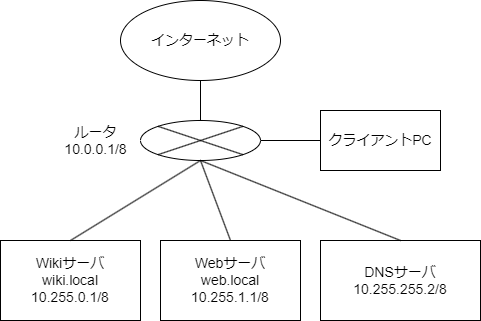 インターネット
ルータ
10.0.0.1/8
クライアントPC
Wikiサーバ
wiki.local
10.255.0.1/8
Webサーバ
web.local
10.255.1.1/8
DNSサーバ
10.255.255.2/8